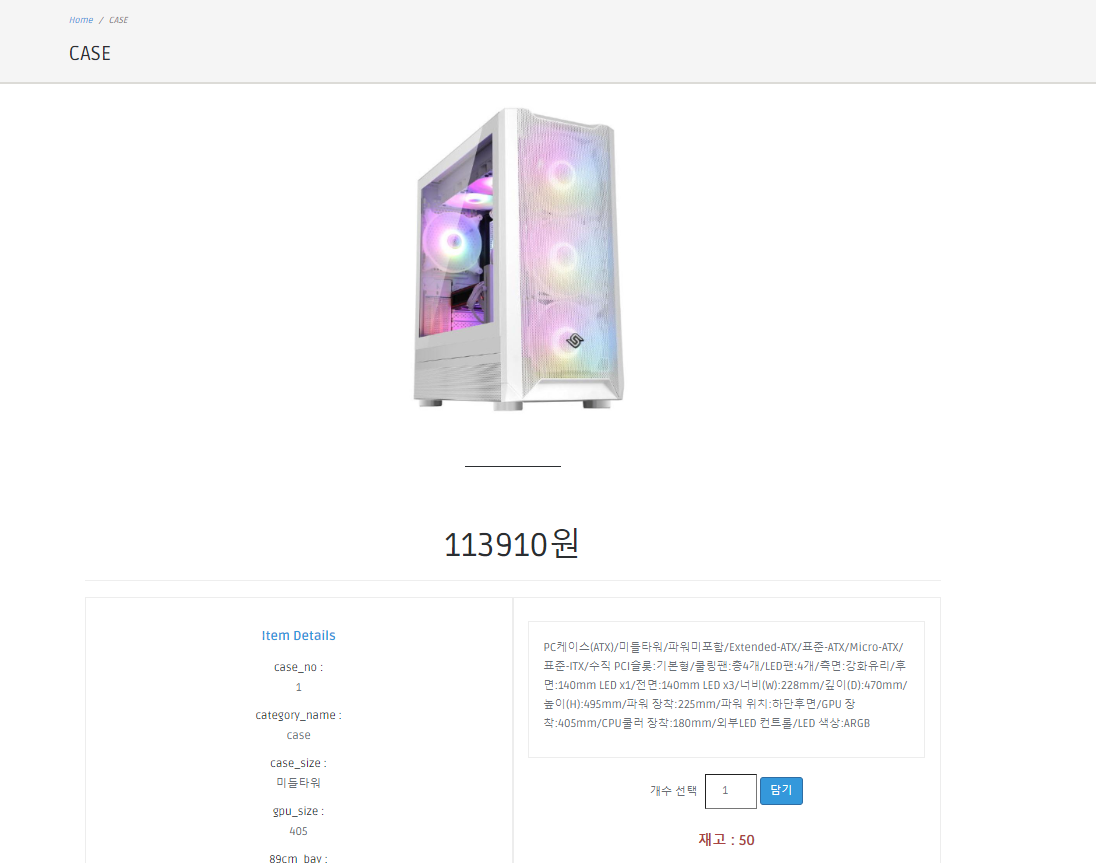 Home / CASE
CASE
113910원
Item Details
case_no :
1
category_name :
case
case_size :
미들타워
gpu_size :
405
89cm_bay :
PC케이스(ATX)/미들타워/파워미포함/Extended-ATX/표준-ATX/Micro-ATX/
표준-ITX/수직 PCI슬롯:기본형/쿨링팬:총4개/LED팬:4개/측면:강화유리/후
면:140mm LED x1/전면:140mm LED x3/너비(W):228mm/깊이(D):470mm/
높이(H):495mm/파워 장착:225mm/파워 위치:하단후면/GPU 장
착:405mm/CPU쿨러 장착:180mm/외부LED 컨트롤/LED 색상:ARGB
개수 선택 1 담기
재고 : 50